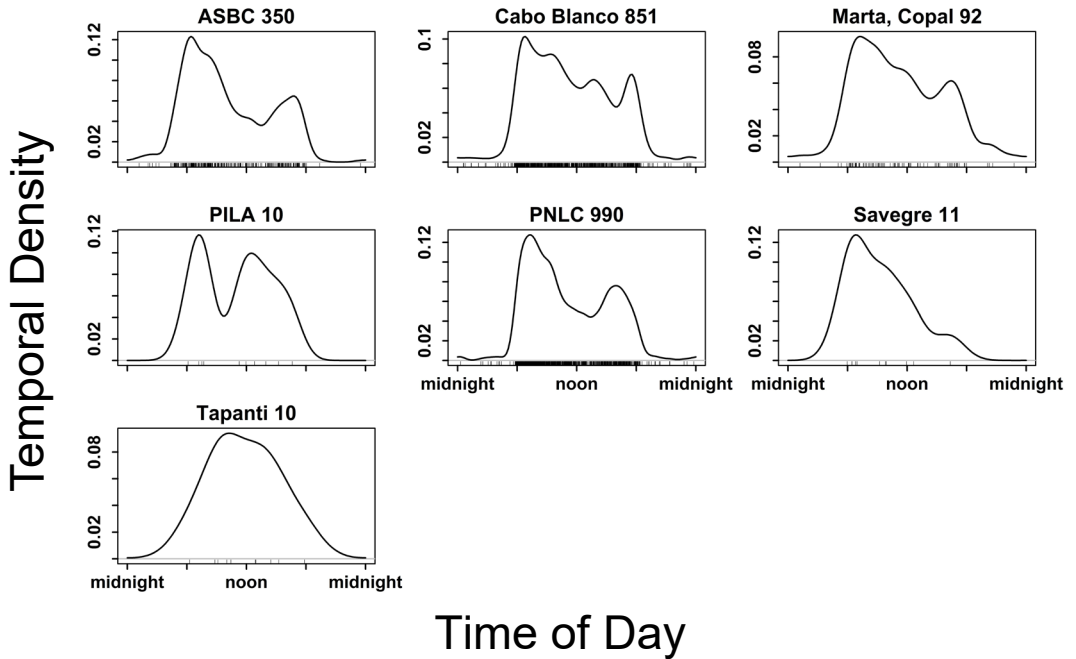 ASBC 350
Cabo Blanco 851
Marta, Copal 92
0.12
0.02
0.1
0.02
0.08
0.02
PILA 10
PNLC 990
Savegre 11
0.12
0.02
0.12
0.02
0.12
0.02
midnight noon midnight
midnight noon midnight
Tapanti 10
0.08
0.02
midnight noon midnight
Temporal Density
Time of Day